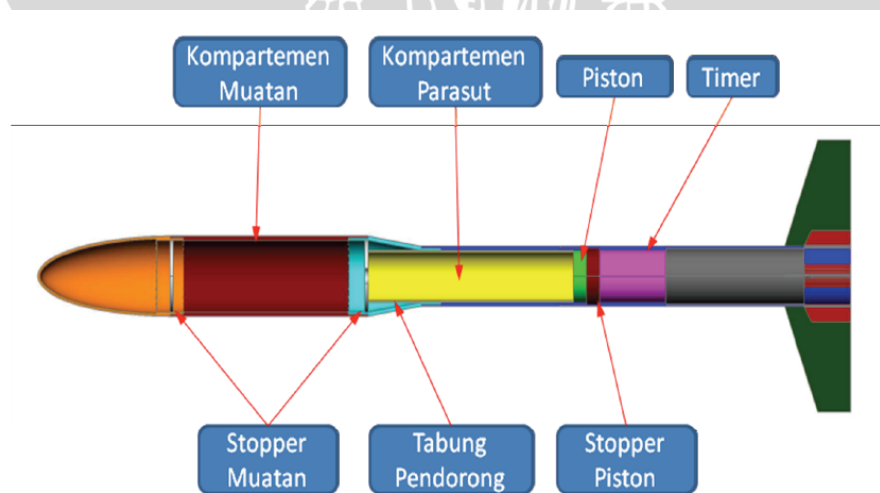 Kompartemen
Muatan
Kompartemen
Parasut
Piston
Timer
Stopper
Muatan
Tabung
Pendorong
Stopper
Piston